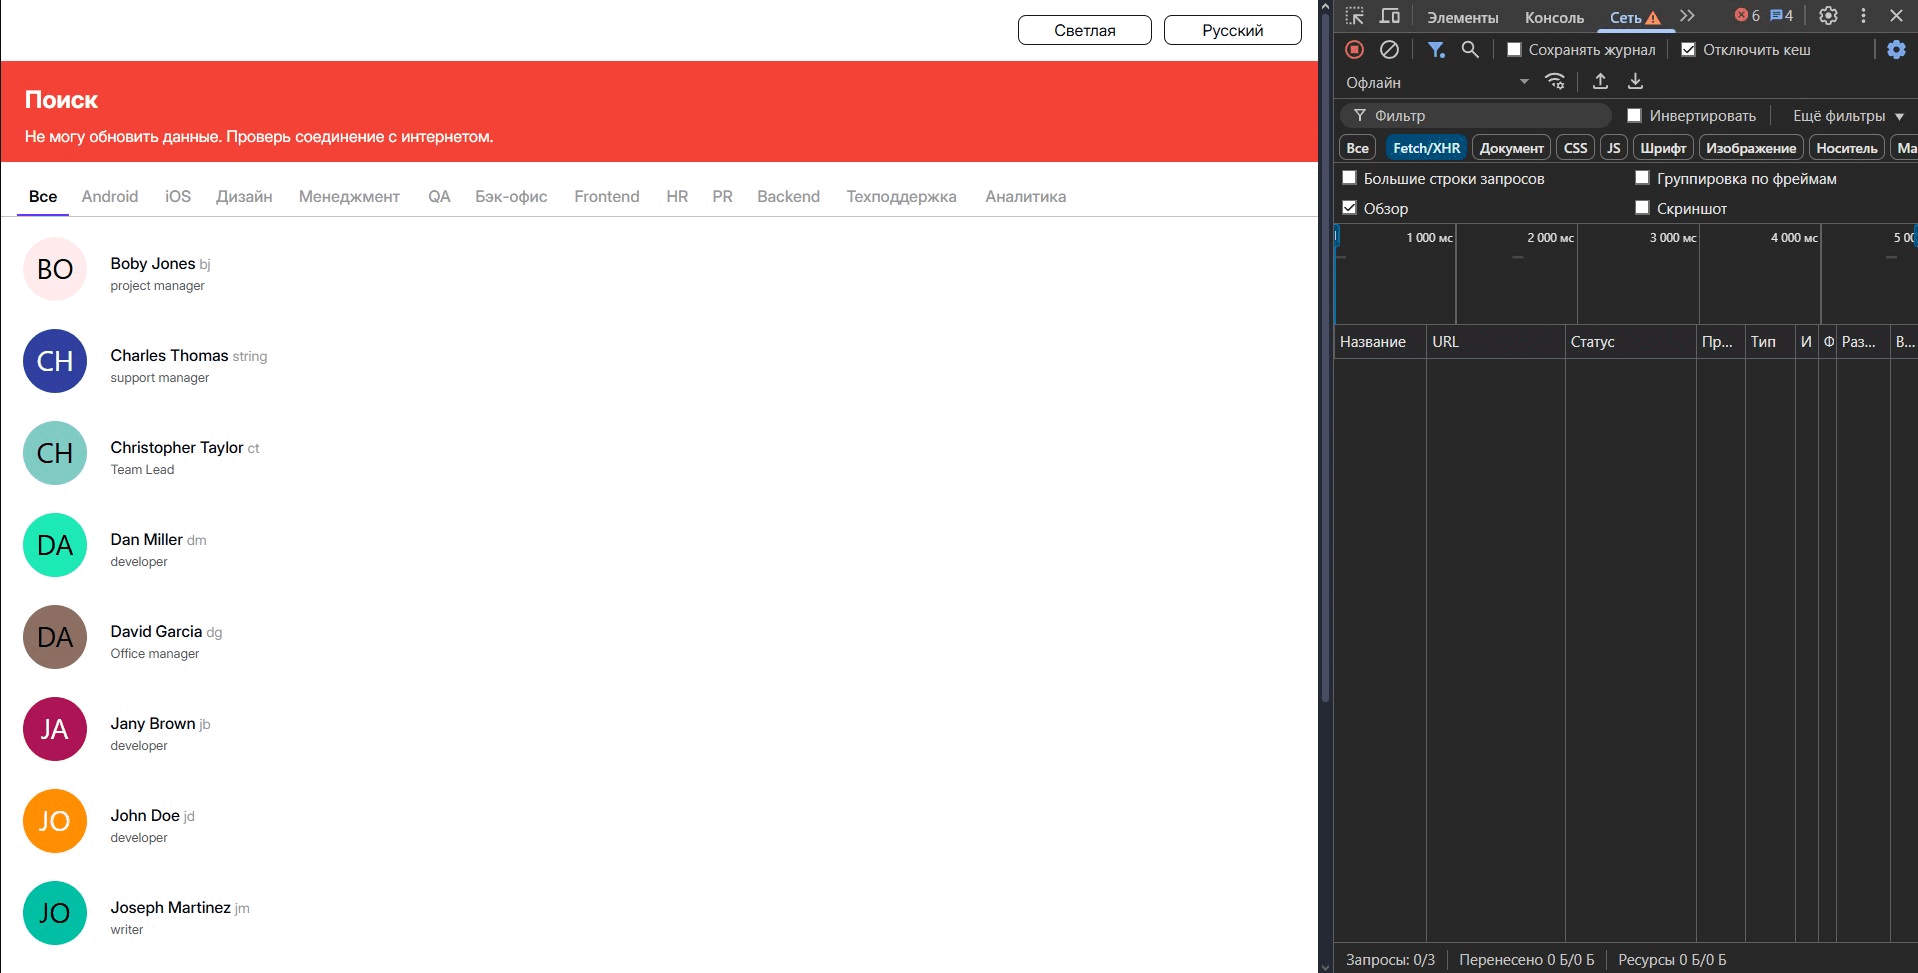 Светлая
Русский
Поиск
Не могу обновить данные. Проверь соединение с интернетом.
Все Android iOS Дизайн Менеджмент QA Бэк-офис Frontend HR PR Backend Техподдержка Аналитика
BO
Boby Jones bj
project manager
CH
Charles Thomas string
support manager
CH
Christopher Taylor ct
Team Lead
DA
Dan Miller dm
developer
DA
David Garcia dg
Office manager
JA
Jany Brown jb
developer
JO
John Doe jd
developer
JO
Joseph Martinez jm
writer
Элементы Консоль Сеть 6 4
Сохранять журнал Отключить кеш
Офлайн
Фильтр Инвертировать Ещё фильтры
Все Fetch/XHR Документ CSS JS Шрифт Изображение Носитель Ма
Большие строки запросов Группировка по фреймам
Обзор Скриншот
1 000 мс 2 000 мс 3 000 мс 4 000 мс 5 00
Название URL Статус Пр... Тип И Ф Раз... В...
Запросы: 0/3 Перенесено 0 Б/0 Б Ресурсы 0 Б/0 Б